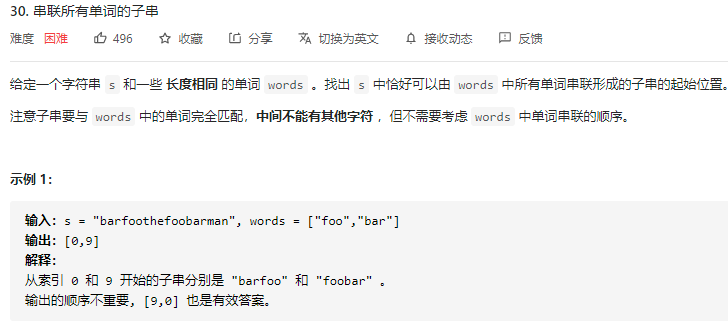 30. 串联所有单词的子串
难度 困难 496 收藏 分享 切换为英文 接收动态 反馈
给定一个字符串 s 和一些 长度相同 的单词 words 。找出 s 中恰好可以由 words 中所有单词串联形成的子串的起始位置。
注意子串要与 words 中的单词完全匹配，中间不能有其他字符 ，但不需要考虑 words 中单词串联的顺序。
示例 1：
输入：s = "barfoothefoobarman", words = ["foo","bar"]
输出：[0,9]
解释：
从索引 0 和 9 开始的子串分别是 "barfoo" 和 "foobar" 。
输出的顺序不重要, [9,0] 也是有效答案。